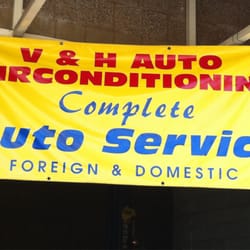 V & H AUTO
IRCONDITIONIN
Complete
uto Servic
FOREIGN & DOMESTIC